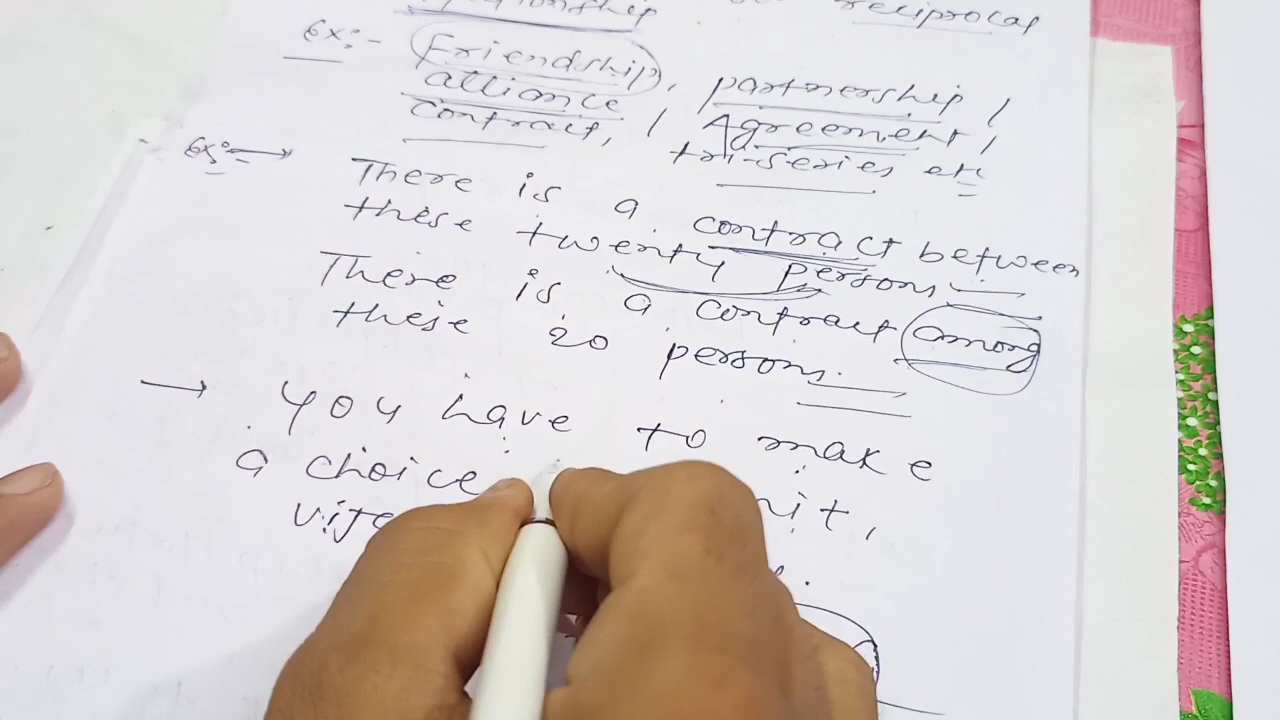 reciprocal
Ex:- Friendship, partnership,
alliance, Agreement,
contract, tri-series etc
Ex:- → There is a contract between
these twenty persons
There is a contract among
these 20 persons.
→ You have to make
a choice